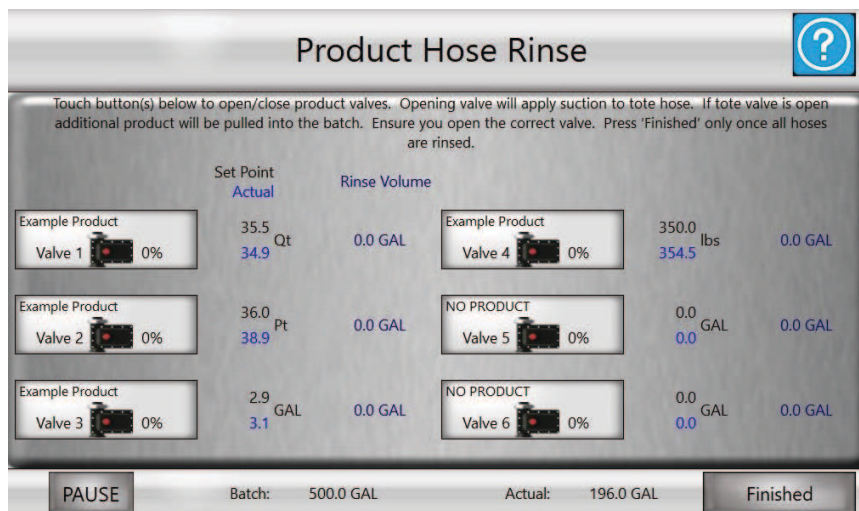 Product Hose Rinse
?
Touch button(s) below to open/close product valves. Opening valve will apply suction to tote hose. If tote valve is open
additional product will be pulled into the batch. Ensure you open the correct valve. Press 'Finished' only once all hoses
are rinsed.
Set Point
Actual
Rinse Volume
Example Product
Valve 1 0%
35.5
34.9
Qt
0.0 GAL
Example Product
Valve 4 0%
350.0
354.5
lbs
0.0 GAL
Example Product
Valve 2 0%
36.0
38.9
Pt
0.0 GAL
NO PRODUCT
Valve 5 0%
0.0
0.0
GAL
0.0 GAL
Example Product
Valve 3 0%
2.9
3.1
GAL
0.0 GAL
NO PRODUCT
Valve 6 0%
0.0
0.0
GAL
0.0 GAL
PAUSE
Batch: 500.0 GAL
Actual: 196.0 GAL
Finished